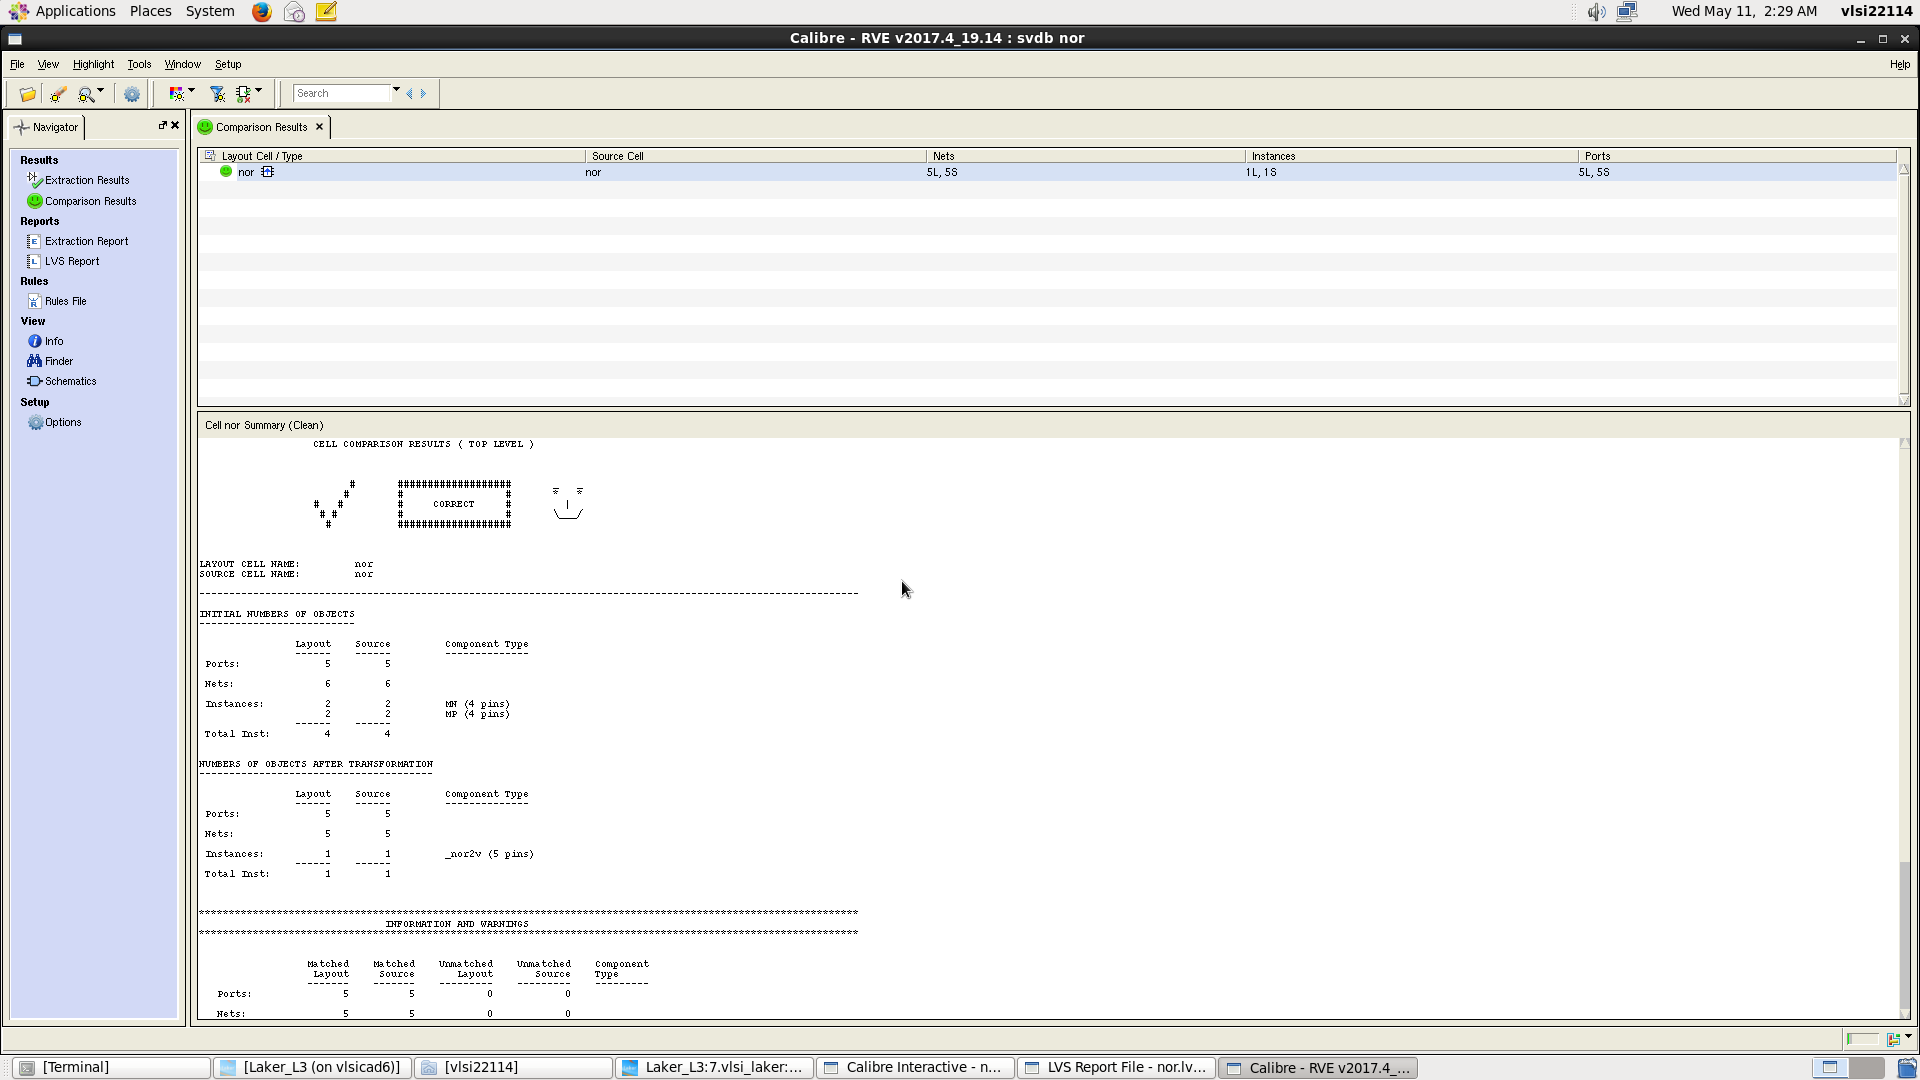 Applications Places System Wed May 11, 2:29 AM vlsi22114
Calibre - RVE v2017.4_19.14 : svdb nor
File View Highlight Tools Window Setup Help
Search
Navigator
Results
Extraction Results
Comparison Results
Reports
Extraction Report
LVS Report
Rules
Rules File
View
Info
Finder
Schematics
Setup
Options
Comparison Results
Layout Cell / Type Source Cell Nets Instances Ports
nor nor 5L, 5S 1L, 1S 5L, 5S
Cell nor Summary (Clean)
CELL COMPARISON RESULTS ( TOP LEVEL )
CORRECT
LAYOUT CELL NAME: nor
SOURCE CELL NAME: nor
INITIAL NUMBERS OF OBJECTS
Layout Source Component Type
Ports: 5 5
Nets: 6 6
Instances: 2 2 MN (4 pins)
2 2 MP (4 pins)
Total Inst: 4 4
NUMBERS OF OBJECTS AFTER TRANSFORMATION
Layout Source Component Type
Ports: 5 5
Nets: 5 5
Instances: 1 1 _nor2v (5 pins)
Total Inst: 1 1
INFORMATION AND WARNINGS
Matched Matched Unmatched Unmatched Component
Layout Source Layout Source Type
Ports: 5 5 0 0
Nets: 5 5 0 0
[Terminal] [Laker_L3 (on vlsicad6)] [vlsi22114] Laker_L3:7.vlsi_laker:... Calibre Interactive - n... LVS Report File - nor.lv... Calibre - RVE v2017.4_...